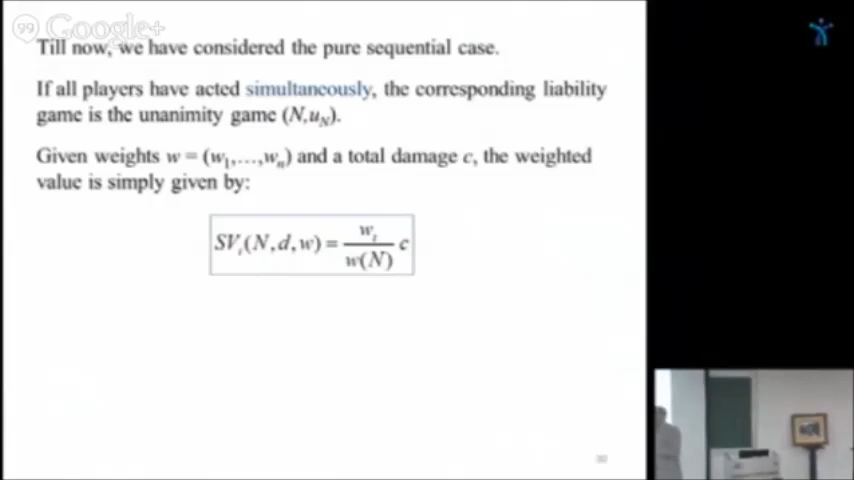 99 Google+
Till now, we have considered the pure sequential case.
If all players have acted simultaneously, the corresponding liability
game is the unanimity game (N,u_N).
Given weights w = (w_1,…,w_n) and a total damage c, the weighted
value is simply given by:
SV_i(N,d,w) = w_i / w(N) c